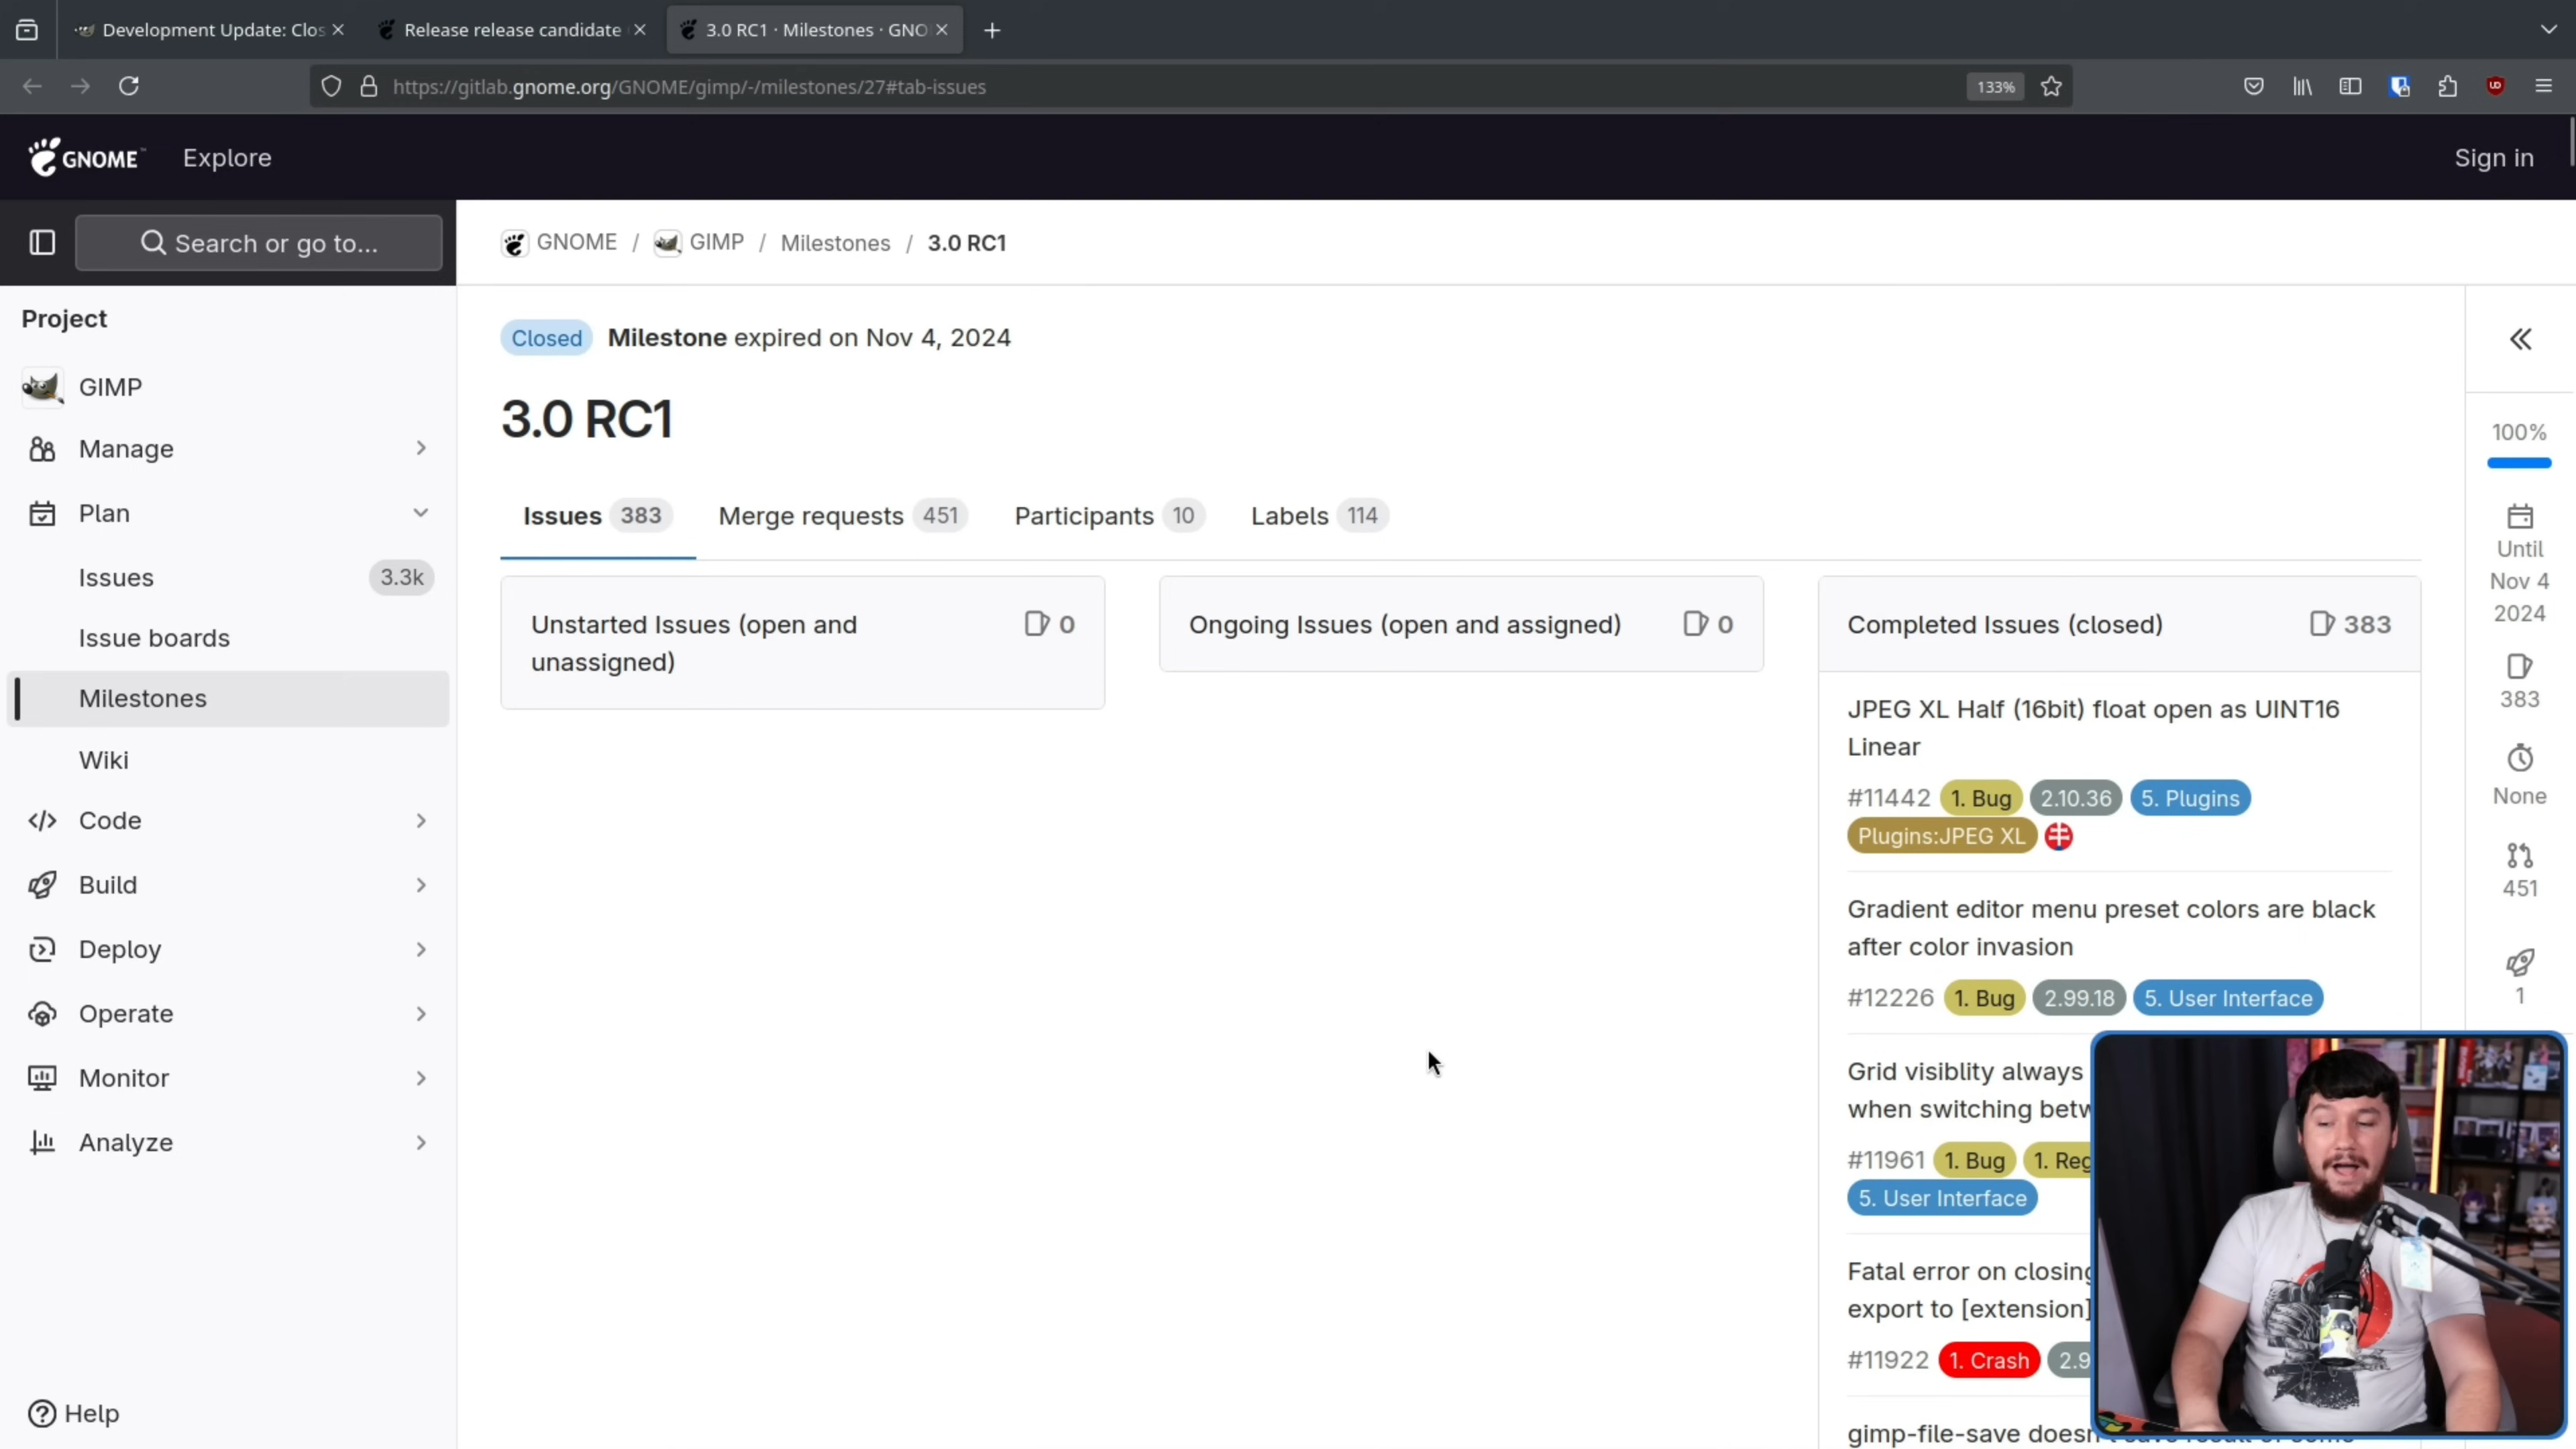 Development Update: Clos
Release release candidate
3.0 RC1 · Milestones · GNO
https://gitlab.gnome.org/GNOME/gimp/-/milestones/27#tab-issues
133%
GNOME
Explore
Sign in
Search or go to...
GNOME / GIMP / Milestones / 3.0 RC1
Project
GIMP
Manage
Plan
Issues 3.3k
Issue boards
Milestones
Wiki
Code
Build
Deploy
Operate
Monitor
Analyze
Help
Closed Milestone expired on Nov 4, 2024
3.0 RC1
Issues 383 Merge requests 451 Participants 10 Labels 114
Unstarted Issues (open and
unassigned)
0
Ongoing Issues (open and assigned) 0
Completed Issues (closed) 383
JPEG XL Half (16bit) float open as UINT16
Linear
#11442 1. Bug 2.10.36 5. Plugins
Plugins:JPEG XL
Gradient editor menu preset colors are black
after color invasion
#12226 1. Bug 2.99.18 5. User Interface
Grid visiblity always
when switching betw
#11961 1. Bug 1. Reg
5. User Interface
Fatal error on closing
export to [extension]
#11922 1. Crash 2.9
gimp-file-save
100%
Until
Nov 4
2024
383
None
451
1